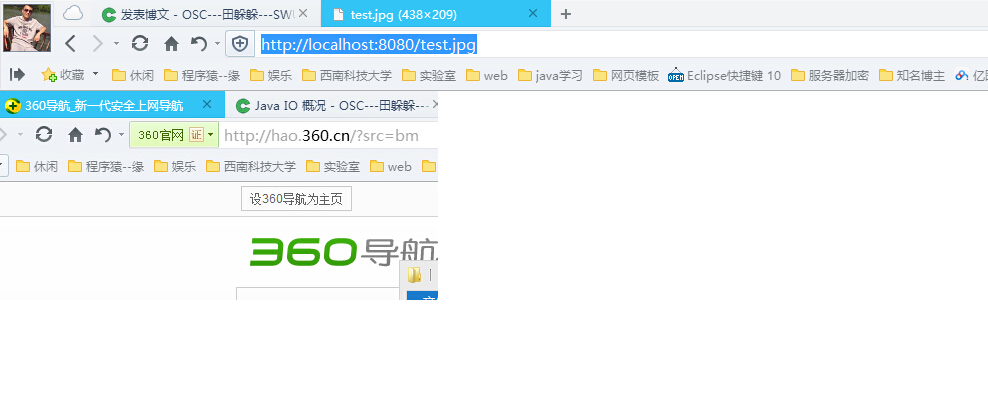 发表博文 - OSC---田躲躲---SWU
test.jpg (438×209)
http://localhost:8080/test.jpg
收藏 休闲 程序猿--缘 娱乐 西南科技大学 实验室 web java学习 网页模板 Eclipse快捷键 10 服务器加密 知名博主
360导航_新一代安全上网导航 Java IO 概况 - OSC---田躲躲---
360官网 证 http://hao.360.cn/?src=bm
休闲 程序猿--缘 娱乐 西南科技大学 实验室 web
设360导航为主页
360导航